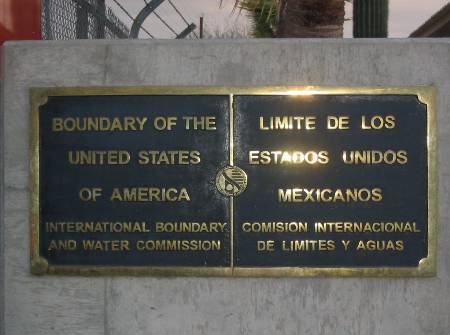 BOUNDARY OF THE
UNITED STATES
OF AMERICA
INTERNATIONAL BOUNDARY
AND WATER COMMISSION
LIMITE DE LOS
ESTADOS UNIDOS
MEXICANOS
COMISION INTERNACIONAL
DE LIMITES Y AGUAS